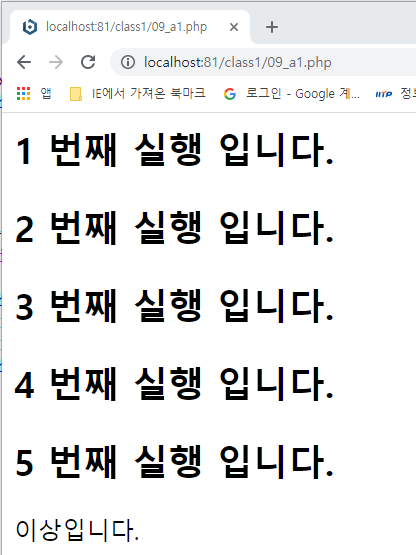 localhost:81/class1/09_a1.php
localhost:81/class1/09_a1.php
앱 IE에서 가져온 북마크 로그인 - Google 계... IITP 정보
1 번째 실행 입니다.
2 번째 실행 입니다.
3 번째 실행 입니다.
4 번째 실행 입니다.
5 번째 실행 입니다.
이상입니다.